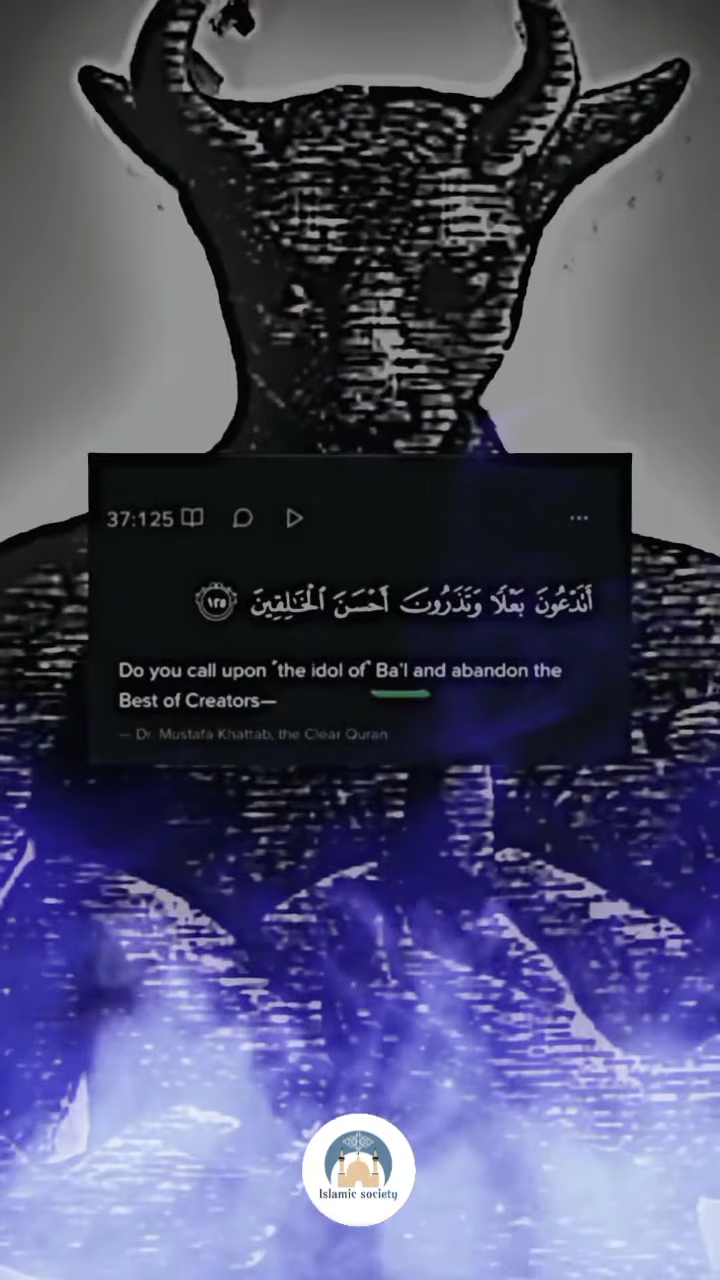 37:125
أَتَدْعُونَ بَعْلًا وَتَذَرُونَ أَحْسَنَ ٱلْخَـٰلِقِينَ ١٢٥
Do you call upon ˹the idol of˺ Ba'l and abandon the
Best of Creators—
— Dr. Mustafa Khattab, the Clear Quran
Islamic society